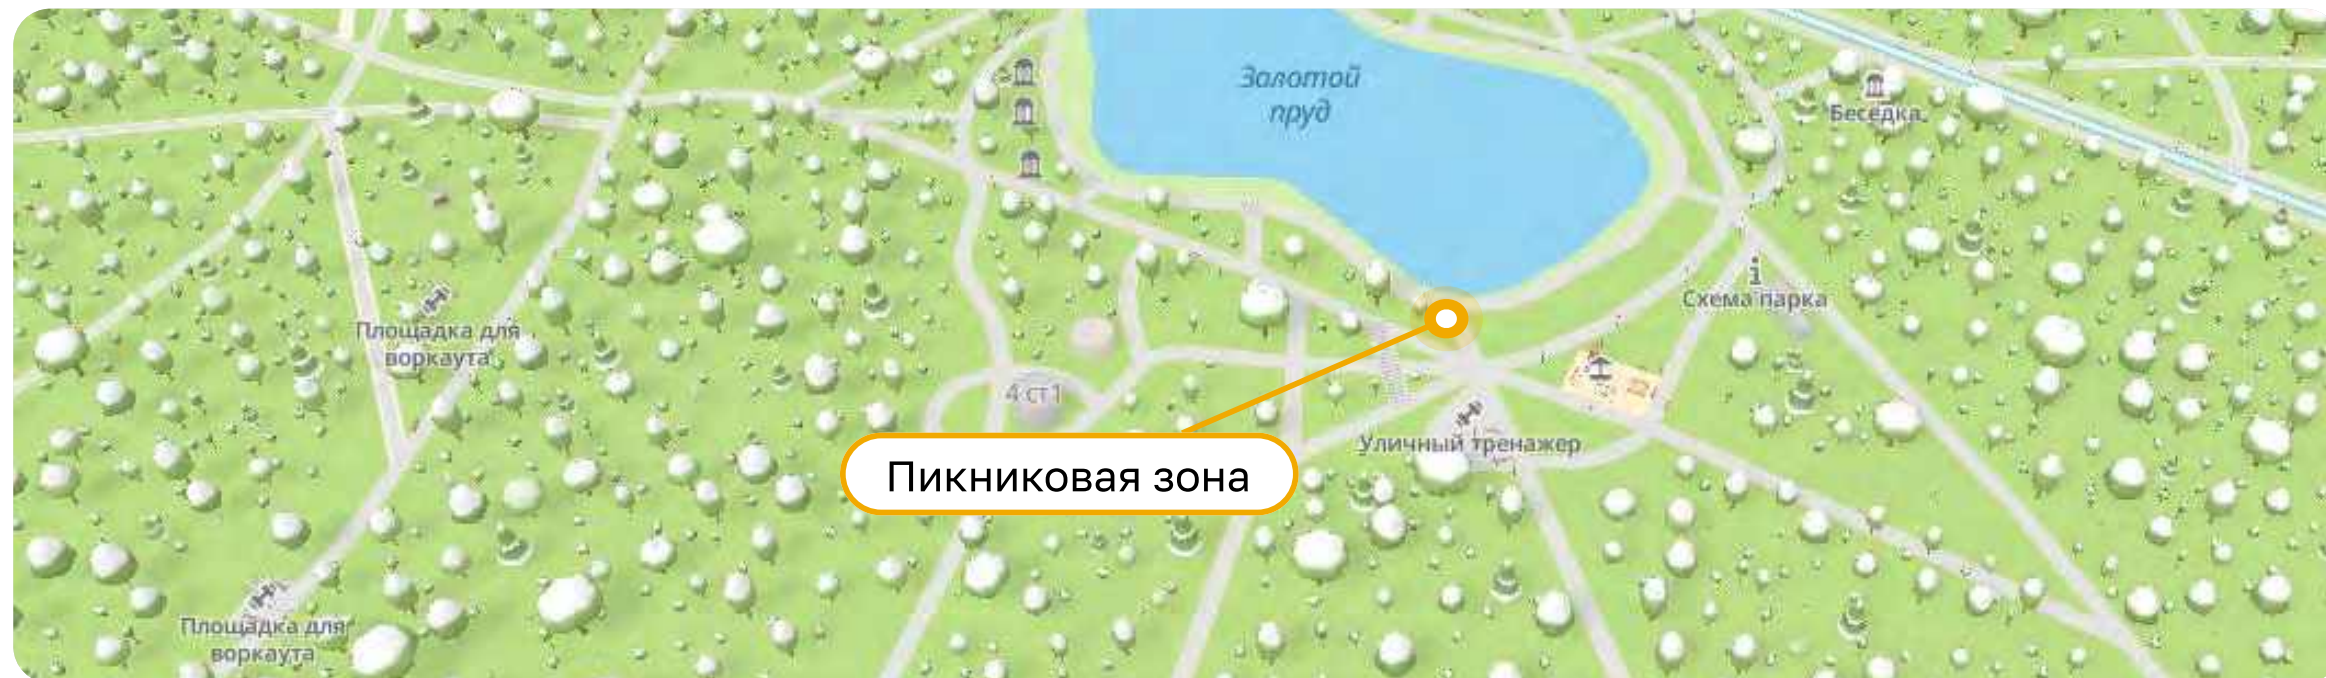 Золотой
пруд
Беседка
Схема парка
Площадка для
воркаута
4 ст1
Уличный тренажер
Пикниковая зона
Площадка для
воркаута